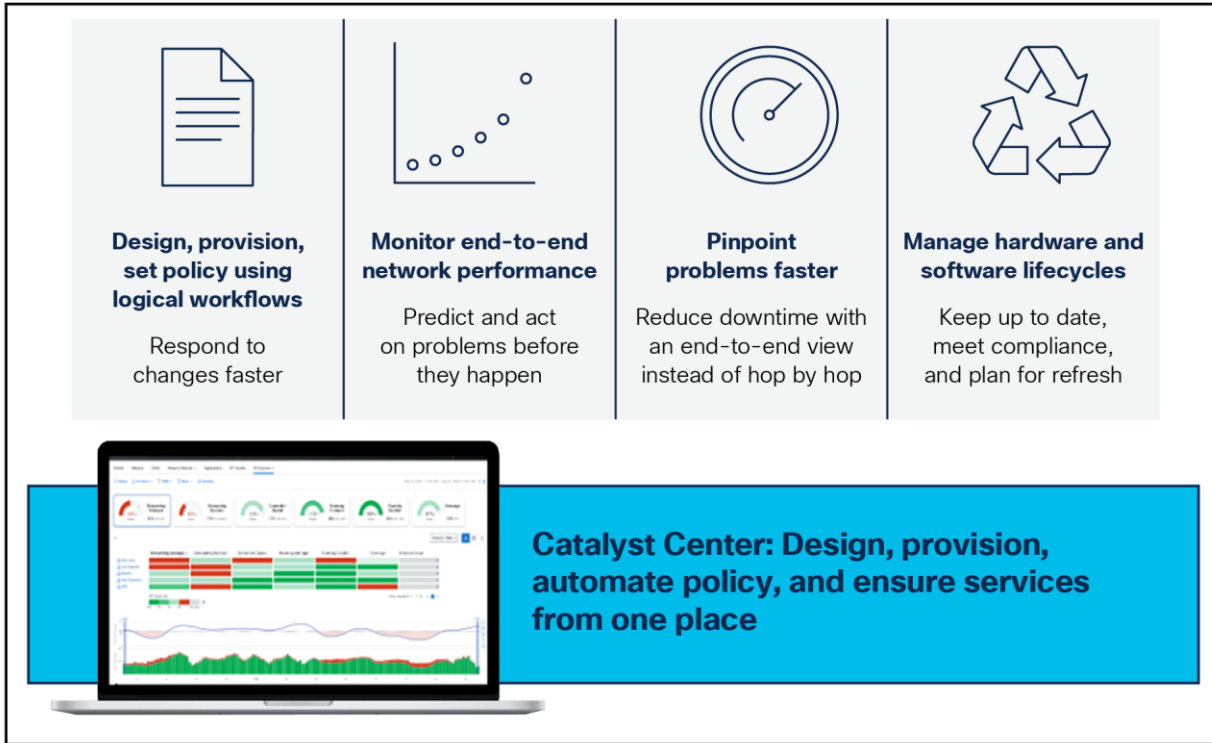 Design, provision,
set policy using
logical workflows
Respond to
changes faster
Monitor end-to-end
network performance
Predict and act
on problems before
they happen
Pinpoint
problems faster
Reduce downtime with
an end-to-end view
instead of hop by hop
Manage hardware and
software lifecycles
Keep up to date,
meet compliance,
and plan for refresh
Catalyst Center: Design, provision,
automate policy, and ensure services
from one place